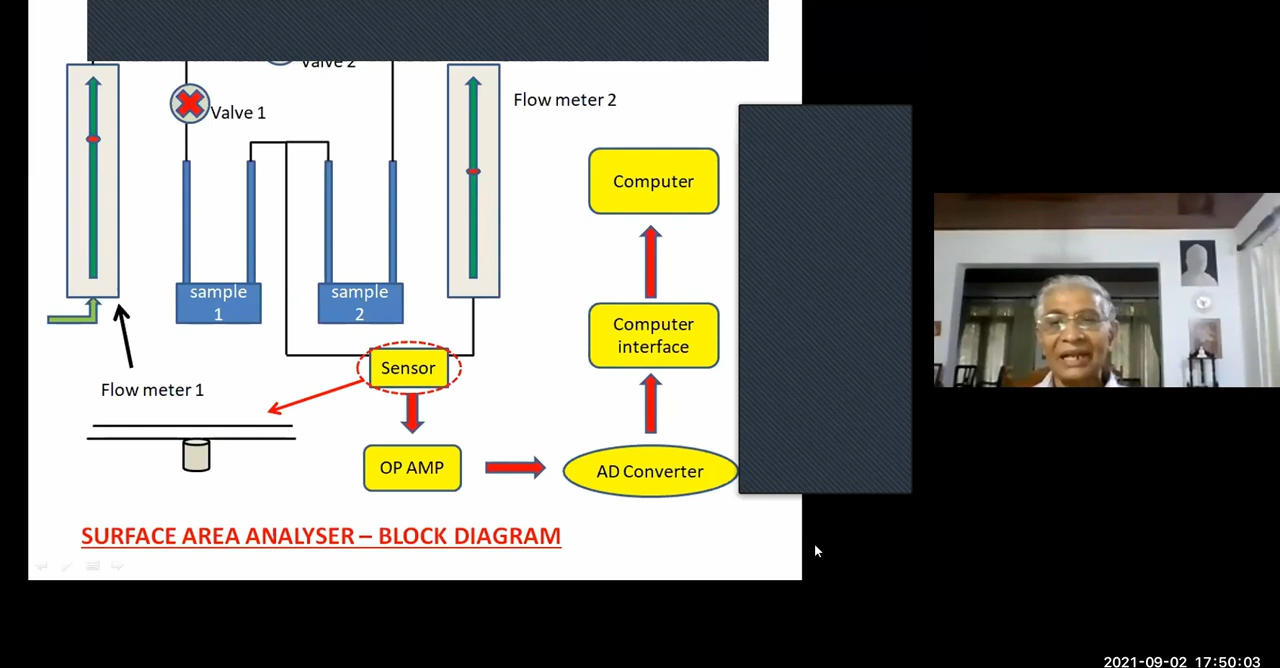 Valve 2
Valve 1
Flow meter 2
Computer
sample
1
sample
2
Computer
interface
Sensor
Flow meter 1
OP AMP
AD Converter
SURFACE AREA ANALYSER – BLOCK DIAGRAM
2021-09-02 17:50:03